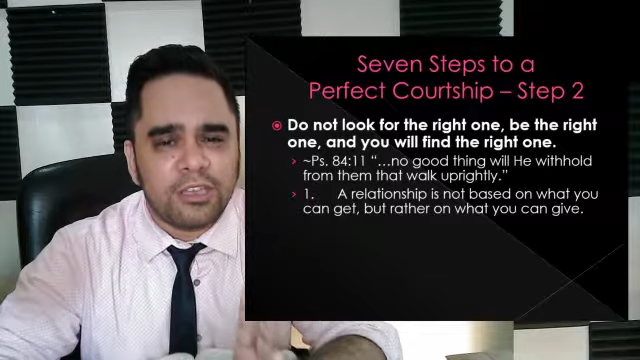 Seven Steps to a
Perfect Courtship – Step 2
Do not look for the right one, be the right
one, and you will find the right one.
~Ps. 84:11 “…no good thing will He withhold
from them that walk uprightly.”
1. A relationship is not based on what you
can get, but rather on what you can give.